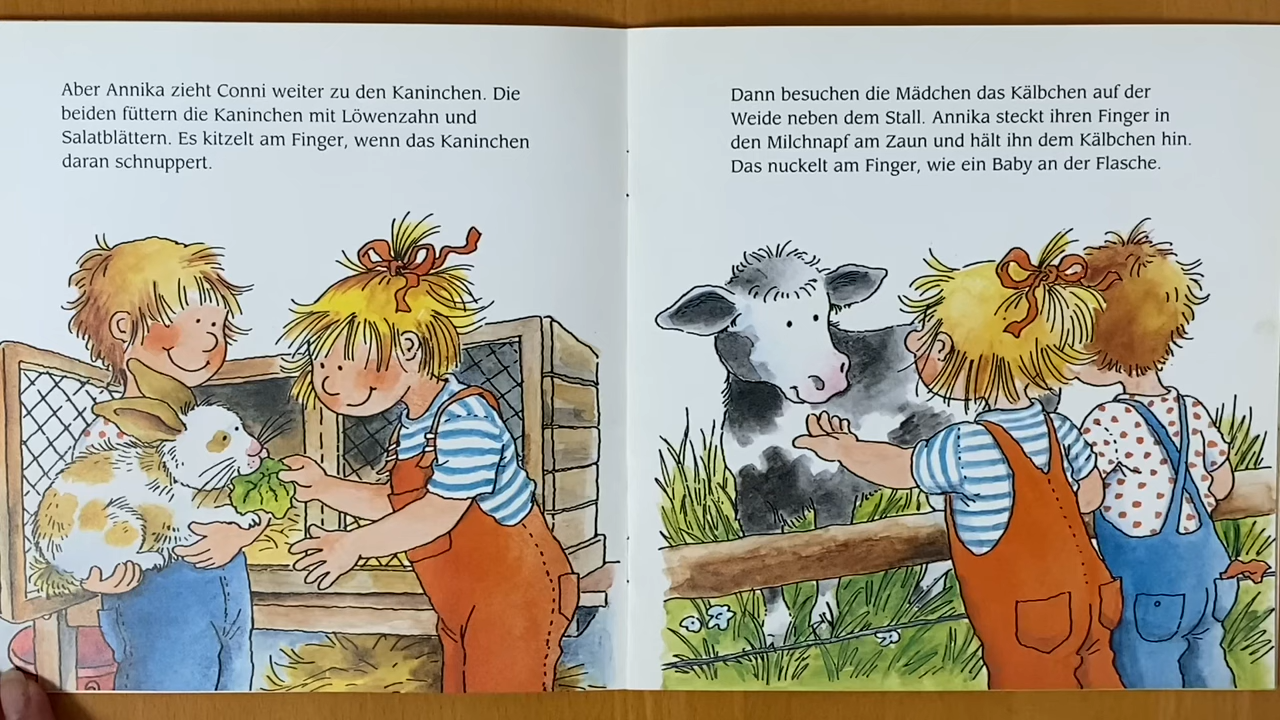 Aber Annika zieht Conni weiter zu den Kaninchen. Die
beiden füttern die Kaninchen mit Löwenzahn und
Salatblättern. Es kitzelt am Finger, wenn das Kaninchen
daran schnuppert.
Dann besuchen die Mädchen das Kälbchen auf der
Weide neben dem Stall. Annika steckt ihren Finger in
den Milchnapf am Zaun und hält ihn dem Kälbchen hin.
Das nuckelt am Finger, wie ein Baby an der Flasche.